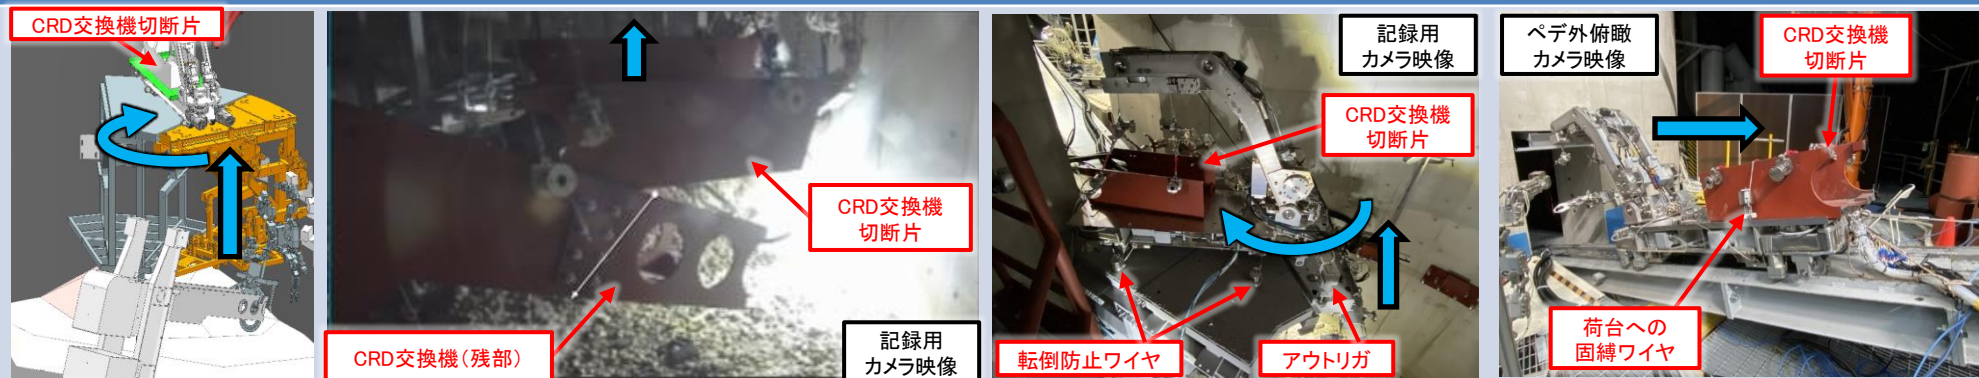 CRD交換機切断片
CRD交換機
切断片
CRD交換機(残部)
記録用
カメラ映像
記録用
カメラ映像
CRD交換機
切断片
転倒防止ワイヤ
アウトリガ
ペデ外俯瞰
カメラ映像
CRD交換機
切断片
荷台への
固縛ワイヤ